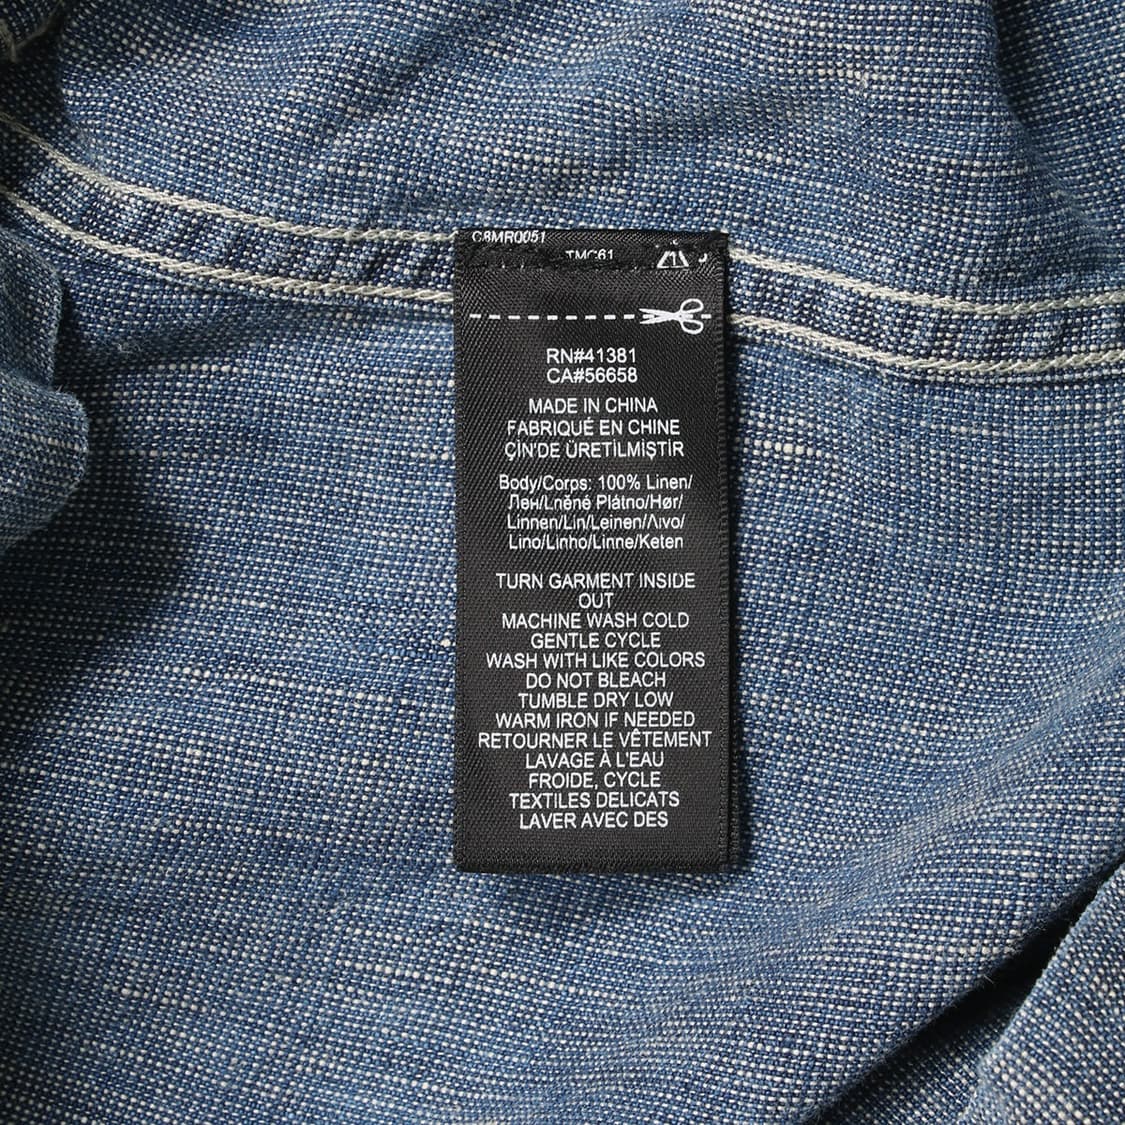 C8MR0051
TMC61
RN#41381
CA#56658
MADE IN CHINA
FABRIQUÉ EN CHINE
ÇİN'DE ÜRETİLMİŞTİR
Body/Corps: 100% Linen/
Лен/Lněné Plátno/Hør/
Linnen/Lin/Leinen/Λινο/
Lino/Linho/Linne/Keten
TURN GARMENT INSIDE
OUT
MACHINE WASH COLD
GENTLE CYCLE
WASH WITH LIKE COLORS
DO NOT BLEACH
TUMBLE DRY LOW
WARM IRON IF NEEDED
RETOURNER LE VÊTEMENT
LAVAGE À L'EAU
FROIDE, CYCLE
TEXTILES DELICATS
LAVER AVEC DES